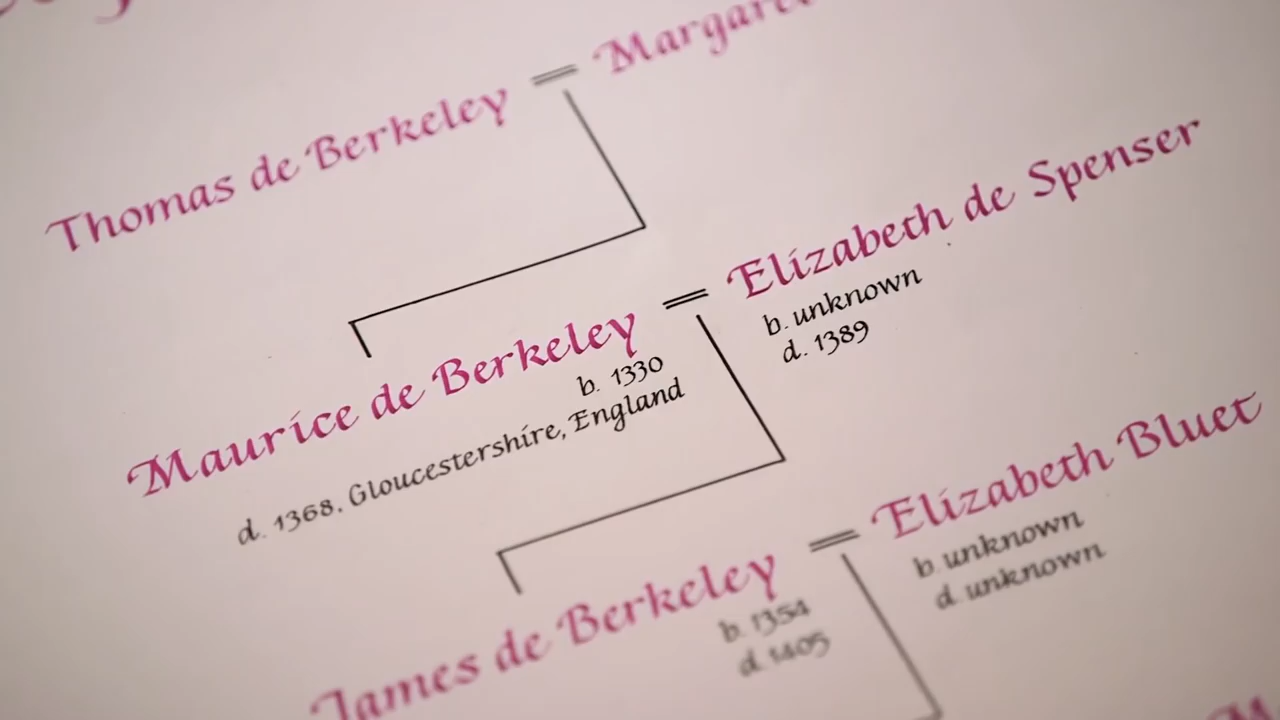 Thomas de Berkeley = Margaret
Maurice de Berkeley = Elizabeth de Spenser
b. unknown
d. 1389
b. 1330
d. 1368, Gloucestershire, England
James de Berkeley = Elizabeth Bluet
b. unknown
d. unknown
b. 1354
d. 1405